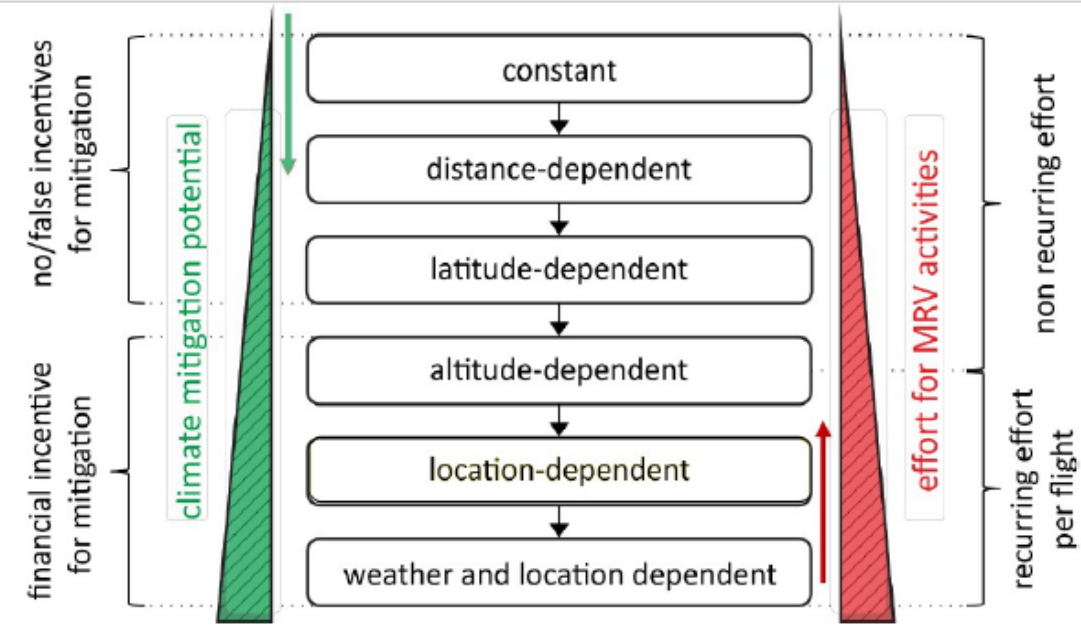 no/false incentives
for mitigation
financial incentive
for mitigation
climate mitigation potential
constant
distance-dependent
latitude-dependent
altitude-dependent
location-dependent
weather and location dependent
effort for MRV activities
non recurring effort
recurring effort
per flight